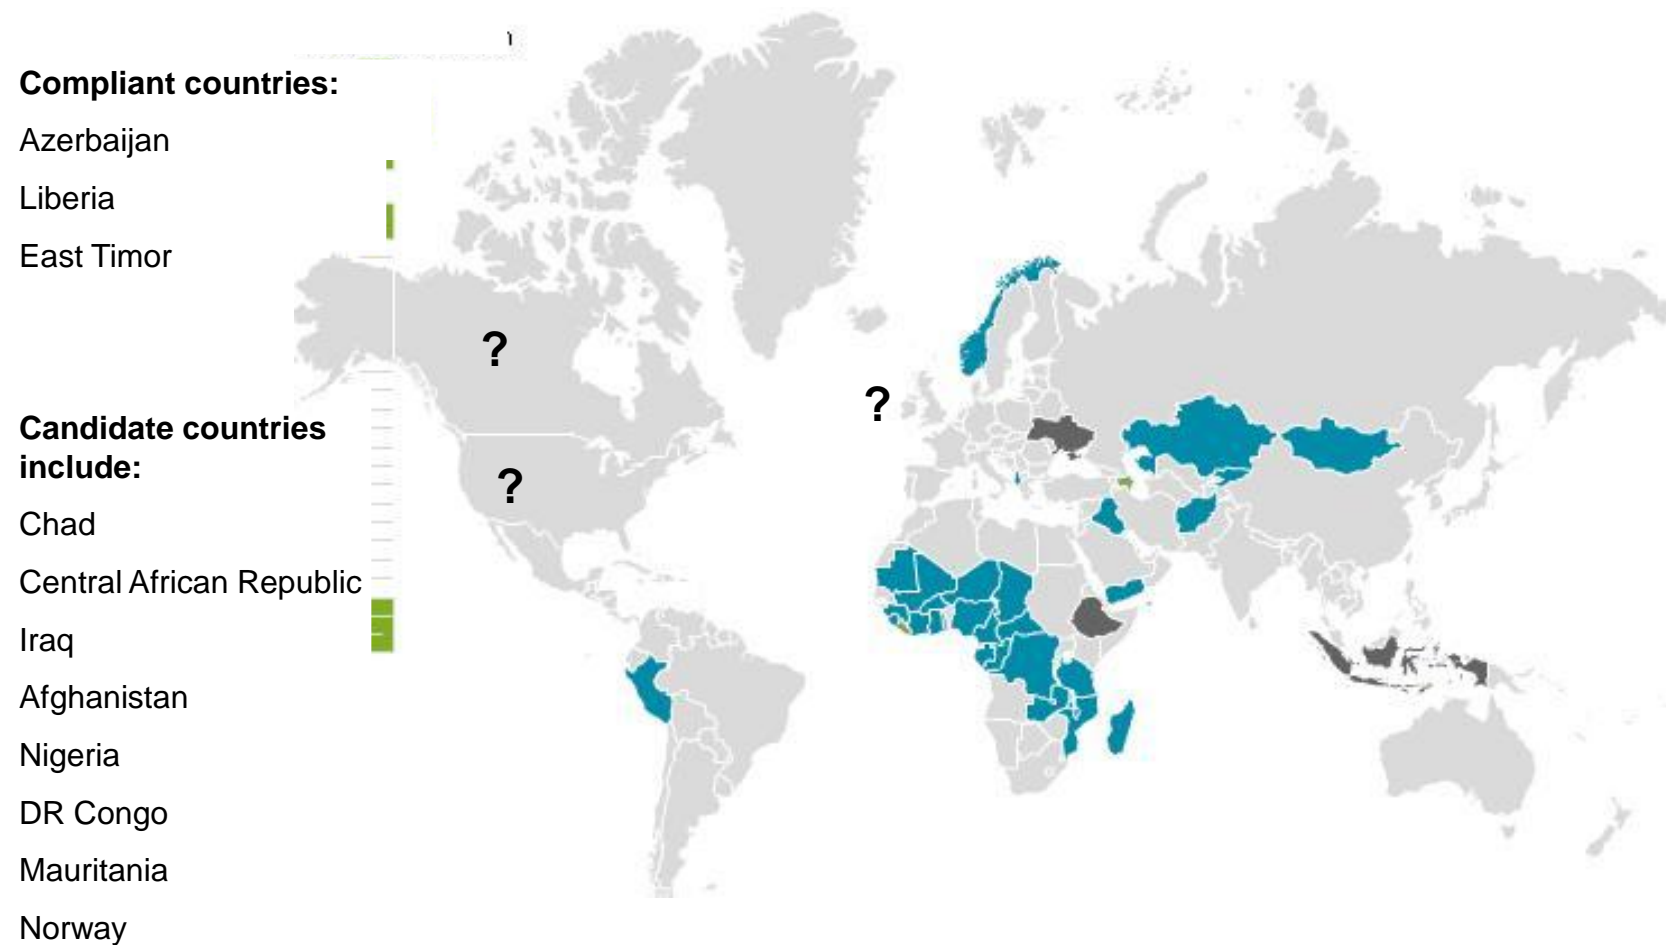 Compliant countries:
Azerbaijan
Liberia
East Timor
Candidate countries
include:
Chad
Central African Republic
Iraq
Afghanistan
Nigeria
DR Congo
Mauritania
Norway
?
?
?